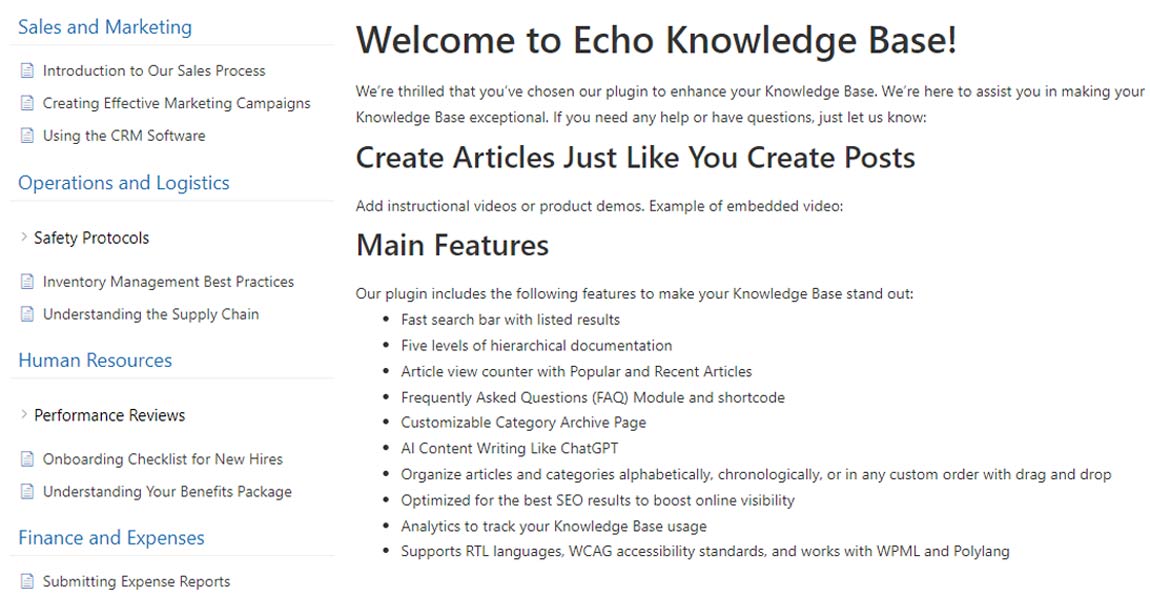 Sales and Marketing
Introduction to Our Sales Process
Creating Effective Marketing Campaigns
Using the CRM Software
Operations and Logistics
Safety Protocols
Inventory Management Best Practices
Understanding the Supply Chain
Human Resources
Performance Reviews
Onboarding Checklist for New Hires
Understanding Your Benefits Package
Finance and Expenses
Submitting Expense Reports
Welcome to Echo Knowledge Base!
We're thrilled that you've chosen our plugin to enhance your Knowledge Base. We're here to assist you in making your
Knowledge Base exceptional. If you need any help or have questions, just let us know:
Create Articles Just Like You Create Posts
Add instructional videos or product demos. Example of embedded video:
Main Features
Our plugin includes the following features to make your Knowledge Base stand out:
• Fast search bar with listed results
• Five levels of hierarchical documentation
• Article view counter with Popular and Recent Articles
• Frequently Asked Questions (FAQ) Module and shortcode
• Customizable Category Archive Page
• AI Content Writing Like ChatGPT
• Organize articles and categories alphabetically, chronologically, or in any custom order with drag and drop
• Optimized for the best SEO results to boost online visibility
• Analytics to track your Knowledge Base usage
• Supports RTL languages, WCAG accessibility standards, and works with WPML and Polylang